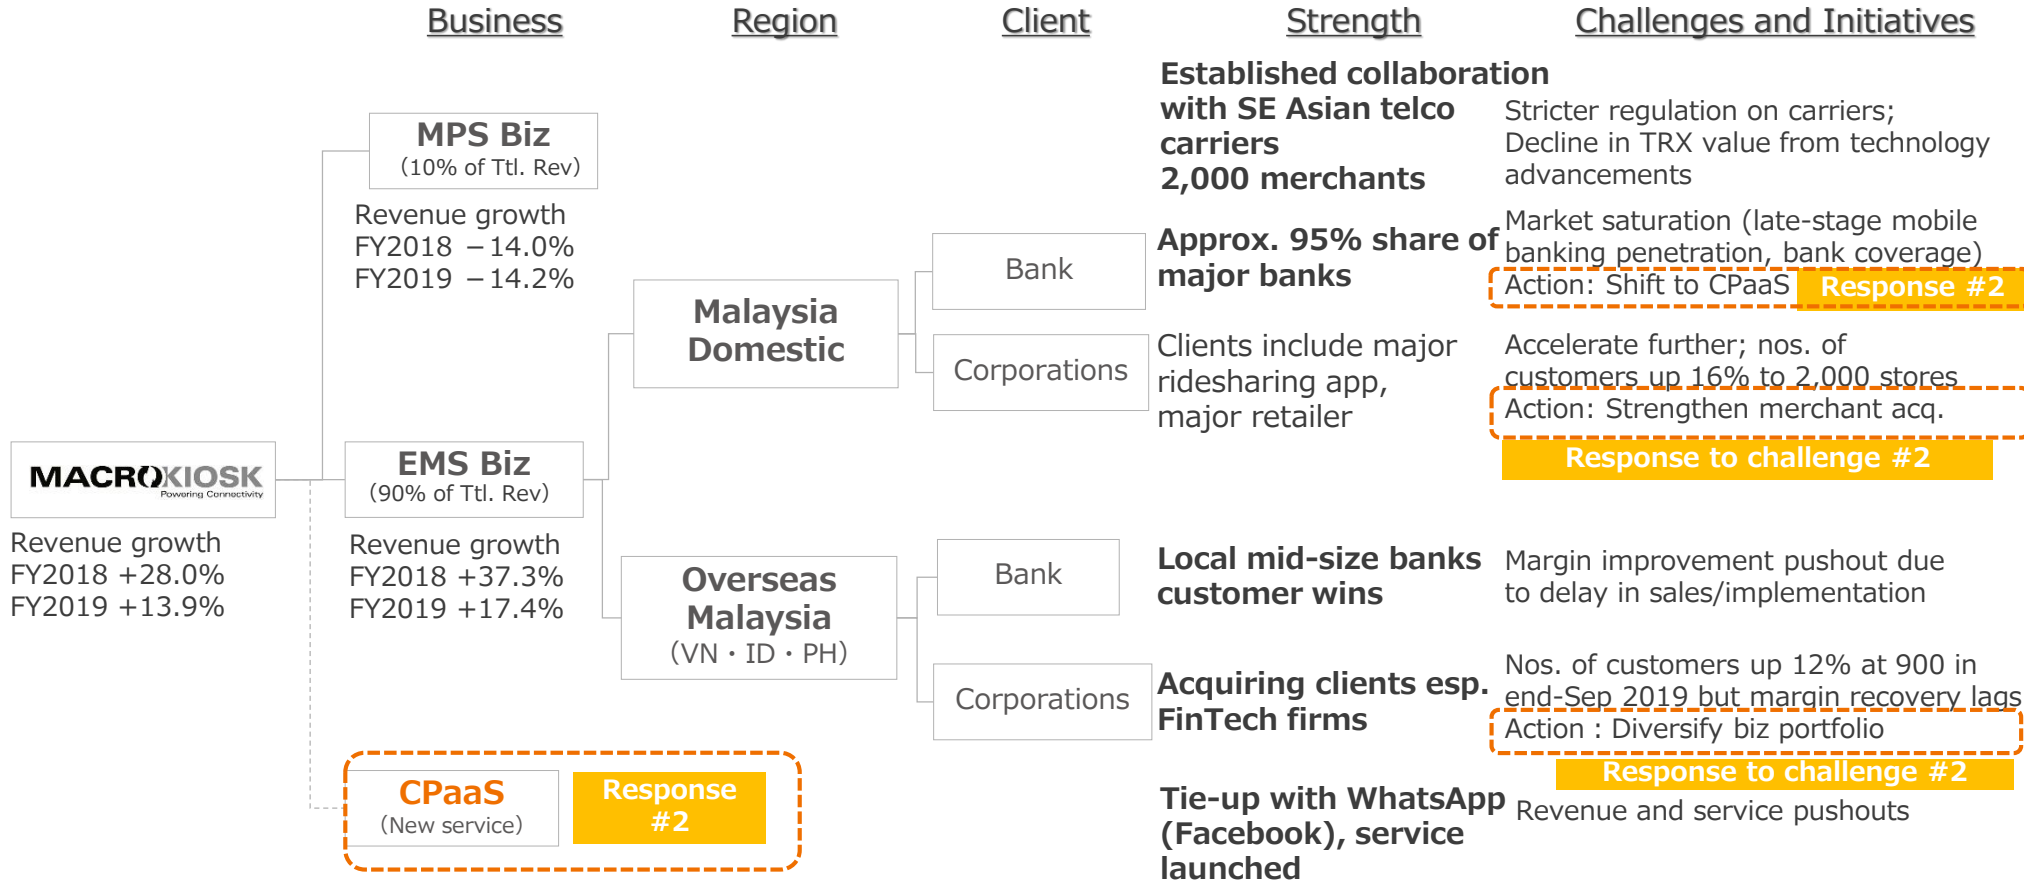 Business Region Client Strength Challenges and Initiatives
MPS Biz
(10% of Ttl. Rev)
Revenue growth
FY2018 －14.0%
FY2019 －14.2%
Established collaboration
with SE Asian telco
carriers
2,000 merchants
Stricter regulation on carriers;
Decline in TRX value from technology
advancements
MACROKIOSK
Powering Connectivity
Revenue growth
FY2018 +28.0%
FY2019 +13.9%
EMS Biz
(90% of Ttl. Rev)
Revenue growth
FY2018 +37.3%
FY2019 +17.4%
Malaysia
Domestic
Bank
Approx. 95% share of
major banks
Market saturation (late-stage mobile
banking penetration, bank coverage)
Action: Shift to CPaaS
Response #2
Corporations
Clients include major
ridesharing app,
major retailer
Accelerate further; nos. of
customers up 16% to 2,000 stores
Action: Strengthen merchant acq.
Response to challenge #2
Overseas
Malaysia
(VN・ID・PH)
Bank
Local mid-size banks
customer wins
Margin improvement pushout due
to delay in sales/implementation
Corporations
Acquiring clients esp.
FinTech firms
Nos. of customers up 12% at 900 in
end-Sep 2019 but margin recovery lags
Action : Diversify biz portfolio
Response to challenge #2
CPaaS
(New service)
Response
#2
Tie-up with WhatsApp
(Facebook), service
launched
Revenue and service pushouts